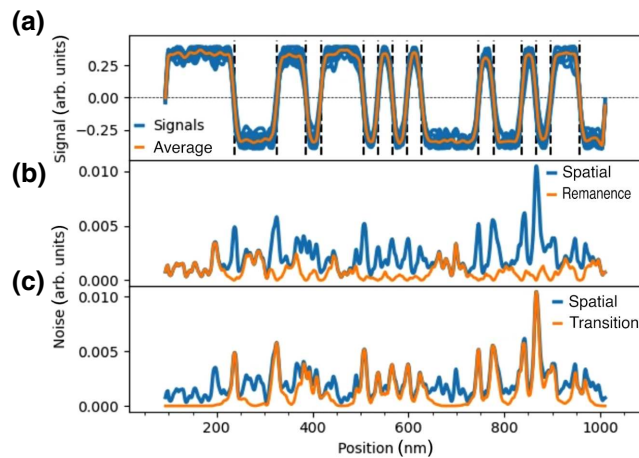 (a)
0.25
0.00
−0.25
Signal (arb. units)
Signals
Average
(b)
0.010
0.005
0.000
Spatial
Remanence
(c)
0.010
0.005
0.000
Noise (arb. units)
Spatial
Transition
200 400 600 800 1000
Position (nm)